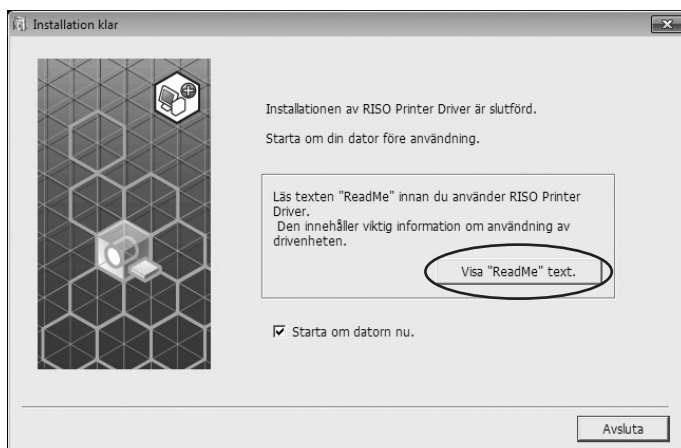 Installation klar
Installationen av RISO Printer Driver är slutförd.
Starta om din dator före användning.
Läs texten "ReadMe" innan du använder RISO Printer
Driver.
Den innehåller viktig information om användning av
drivenheten.
Visa "ReadMe" text.
Starta om datorn nu.
Avsluta